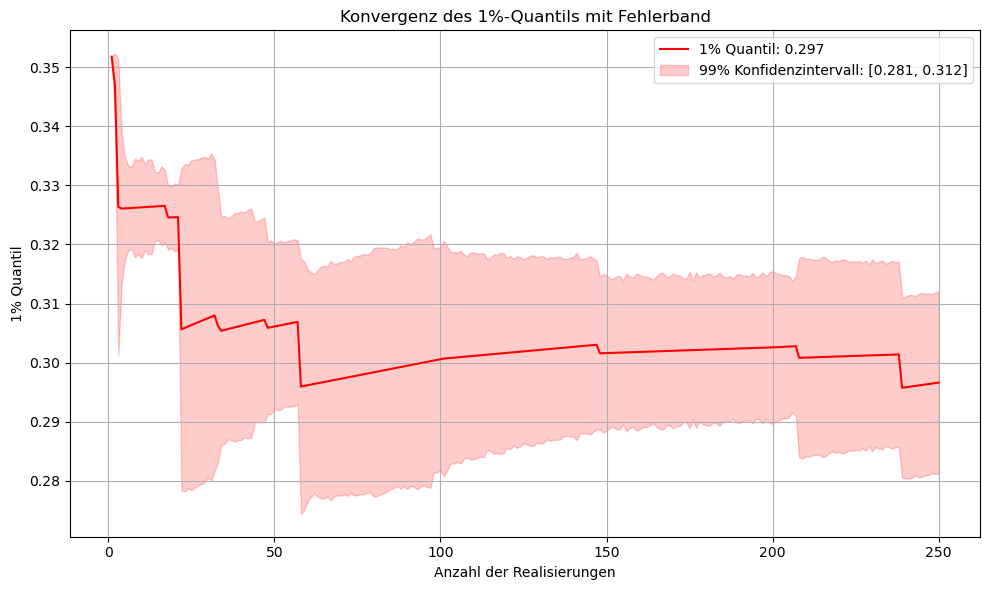 Konvergenz des 1%-Quantils mit Fehlerband
1% Quantil: 0.297
99% Konfidenzintervall: [0.281, 0.312]
1% Quantil
0.35
0.34
0.33
0.32
0.31
0.30
0.29
0.28
0 50 100 150 200 250
Anzahl der Realisierungen